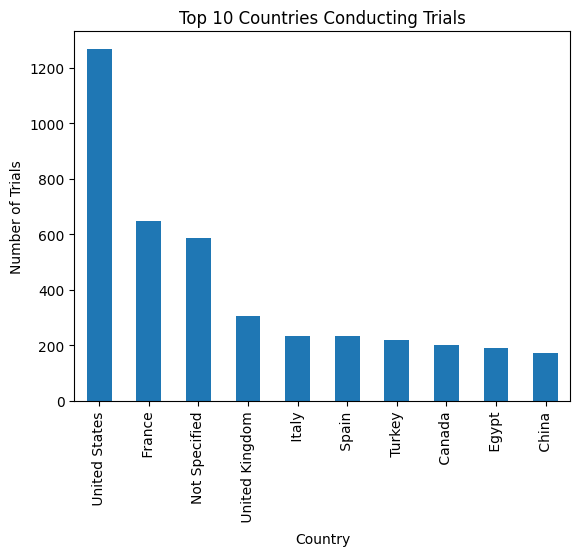 Top 10 Countries Conducting Trials
Number of Trials
1200
1000
800
600
400
200
0
United States
France
Not Specified
United Kingdom
Italy
Spain
Turkey
Canada
Egypt
China
Country